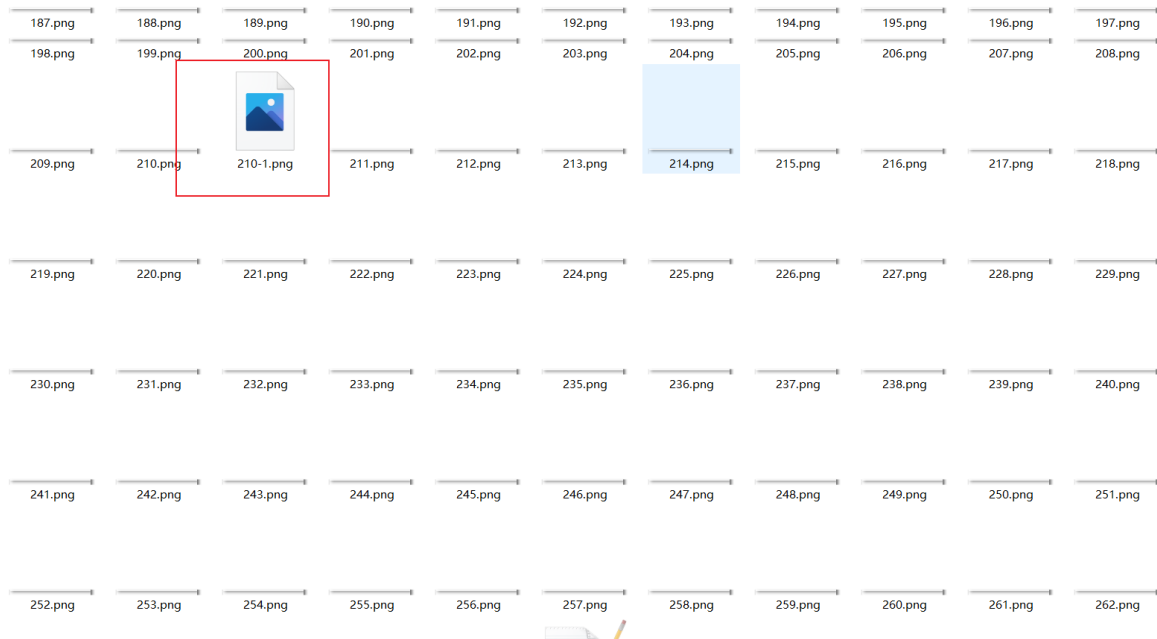 187.png 188.png 189.png 190.png 191.png 192.png 193.png 194.png 195.png 196.png 197.png
198.png 199.png 200.png 201.png 202.png 203.png 204.png 205.png 206.png 207.png 208.png
209.png 210.png 210-1.png 211.png 212.png 213.png 214.png 215.png 216.png 217.png 218.png
219.png 220.png 221.png 222.png 223.png 224.png 225.png 226.png 227.png 228.png 229.png
230.png 231.png 232.png 233.png 234.png 235.png 236.png 237.png 238.png 239.png 240.png
241.png 242.png 243.png 244.png 245.png 246.png 247.png 248.png 249.png 250.png 251.png
252.png 253.png 254.png 255.png 256.png 257.png 258.png 259.png 260.png 261.png 262.png